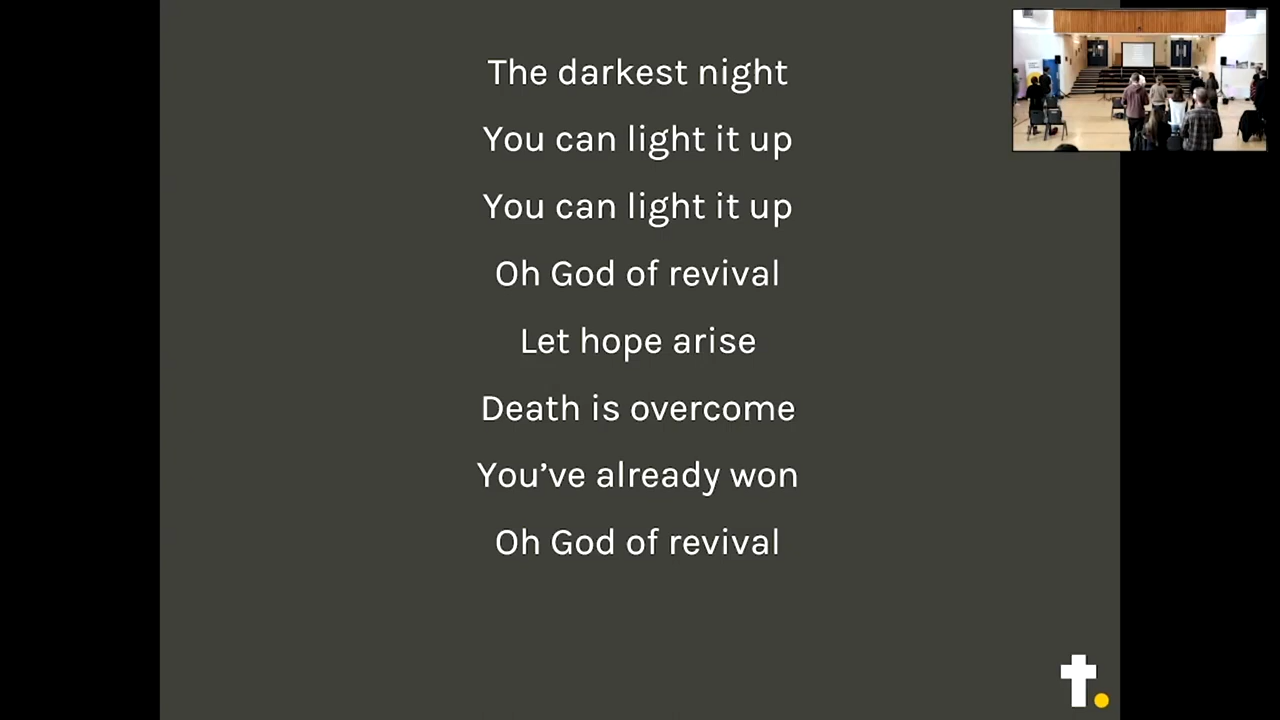 The darkest night
You can light it up
You can light it up
Oh God of revival
Let hope arise
Death is overcome
You’ve already won
Oh God of revival